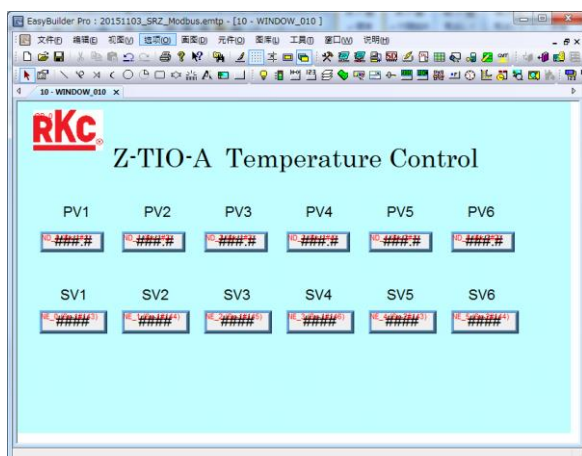 EasyBuilder Pro : 20151103_SRZ_Modbus.emtp - [10 - WINDOW_010 ]
文件(F) 编辑(E) 视图(V) 选项(O) 画面(D) 元件(O) 图库(L) 工具(T) 窗口(W) 说明(H)
10 - WINDOW_010
RKC
Z-TIO-A Temperature Control
PV1 PV2 PV3 PV4 PV5 PV6
###.# ###.# ###.# ###.# ###.# ###.#
SV1 SV2 SV3 SV4 SV5 SV6
#### #### #### #### #### ####